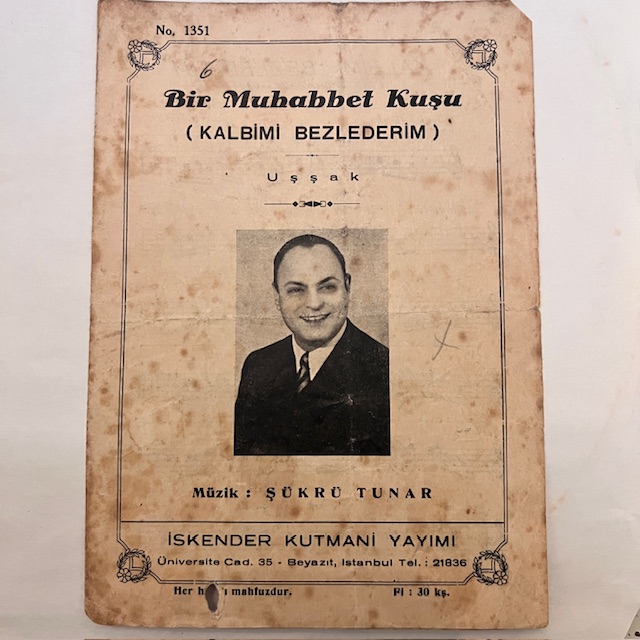 No. 1351
6
Bir Muhabbet Kuşu
( KALBİMİ BEZLEDERİM )
Uşşak
Müzik : ŞÜKRÜ TUNAR
İSKENDER KUTMANİ YAYIMI
Üniversite Cad. 35 - Beyazıt, Istanbul Tel. : 21836
Her mahfuzdur. Fi : 30 kş.